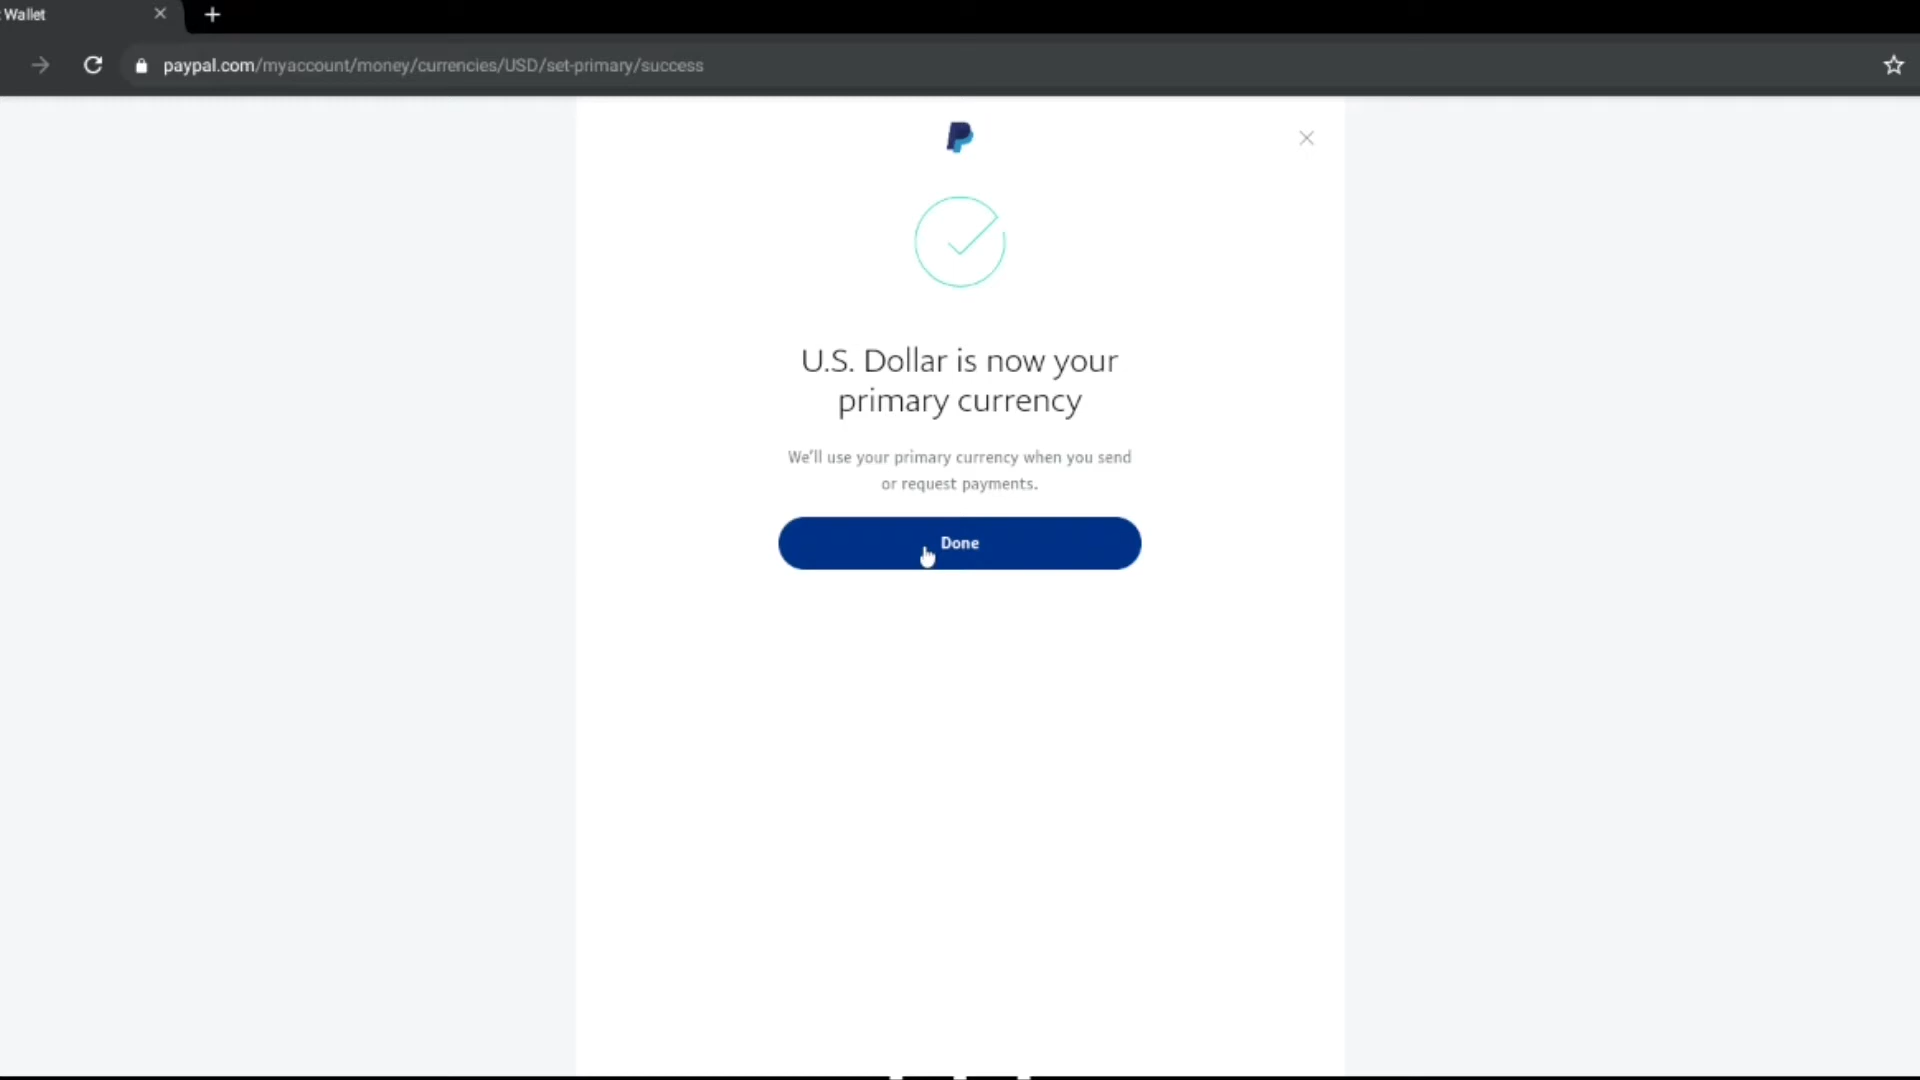 Wallet
paypal.com/myaccount/money/currencies/USD/set-primary/success
U.S. Dollar is now your
primary currency
We'll use your primary currency when you send
or request payments.
Done